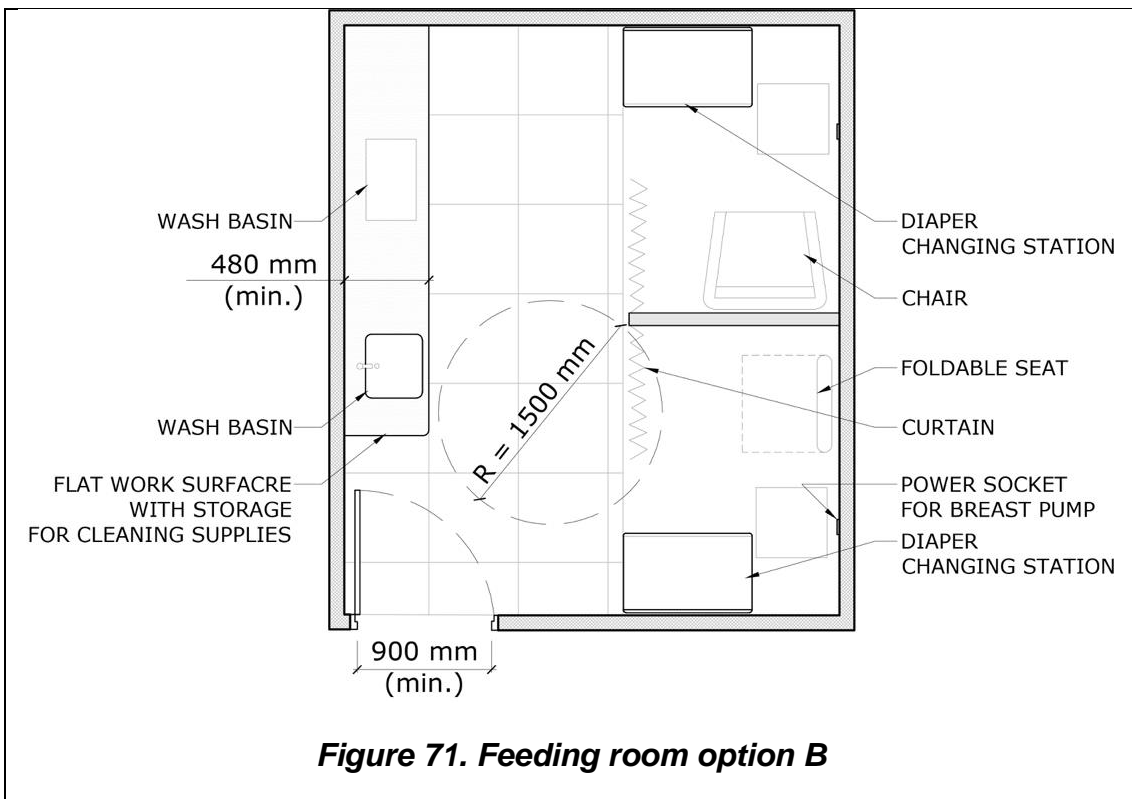 WASH BASIN
480 mm
(min.)
WASH BASIN
FLAT WORK SURFACRE
WITH STORAGE
FOR CLEANING SUPPLIES
R = 1500 mm
900 mm
(min.)
DIAPER
CHANGING STATION
CHAIR
FOLDABLE SEAT
CURTAIN
POWER SOCKET
FOR BREAST PUMP
DIAPER
CHANGING STATION
Figure 71. Feeding room option B